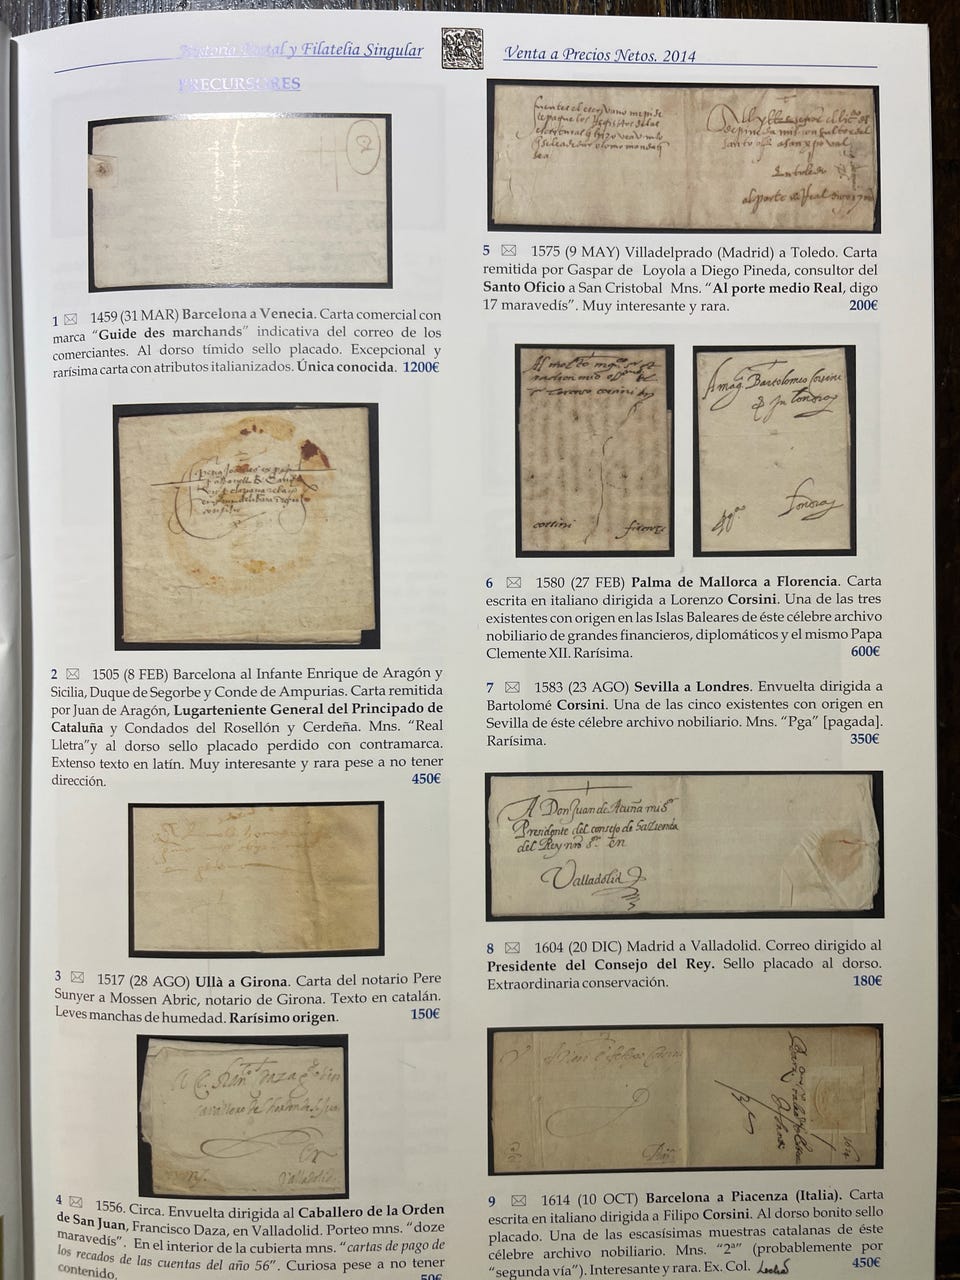 Historia Postal y Filatelia Singular
Venta a Precios Netos. 2014
PRECURSORES
1 ✉ 1459 (31 MAR) Barcelona a Venecia. Carta comercial con
marca “Guide des marchands” indicativa del correo de los
comerciantes. Al dorso tímido sello placado. Excepcional y
rarísima carta con atributos italianizados. Única conocida. 1200€
2 ✉ 1505 (8 FEB) Barcelona al Infante Enrique de Aragón y
Sicilia, Duque de Segorbe y Conde de Ampurias. Carta remitida
por Juan de Aragón, Lugarteniente General del Principado de
Cataluña y Condados del Rosellón y Cerdeña. Mns. “Real
Lletra”y al dorso sello placado perdido con contramarca.
Extenso texto en latín. Muy interesante y rara pese a no tener
dirección. 450€
3 ✉ 1517 (28 AGO) Ullà a Girona. Carta del notario Pere
Sunyer a Mossen Abric, notario de Girona. Texto en catalán.
Leves manchas de humedad. Rarísimo origen. 150€
Valladolid
4 ✉ 1556. Circa. Envuelta dirigida al Caballero de la Orden
de San Juan, Francisco Daza, en Valladolid. Porteo mns. “doze
maravedís”. En el interior de la cubierta mns. “cartas de pago de
los recados de las cuentas del año 56”. Curiosa pese a no tener
contenido. 50€
5 ✉ 1575 (9 MAY) Villadelprado (Madrid) a Toledo. Carta
remitida por Gaspar de Loyola a Diego Pineda, consultor del
Santo Oficio a San Cristobal Mns. “Al porte medio Real, digo
17 maravedís”. Muy interesante y rara. 200€
corsini
mag. Bartolomeo Corsini
Londra
6 ✉ 1580 (27 FEB) Palma de Mallorca a Florencia. Carta
escrita en italiano dirigida a Lorenzo Corsini. Una de las tres
existentes con origen en las Islas Baleares de éste célebre archivo
nobiliario de grandes financieros, diplomáticos y el mismo Papa
Clemente XII. Rarísima. 600€
7 ✉ 1583 (23 AGO) Sevilla a Londres. Envuelta dirigida a
Bartolomé Corsini. Una de las cinco existentes con origen en
Sevilla de éste célebre archivo nobiliario. Mns. “Pga” [pagada].
Rarísima. 350€
A Don Juan de Acuña mi sr
Presidente del consejo de hazienda
del Rey nro sr. en
Valladolid
8 ✉ 1604 (20 DIC) Madrid a Valladolid. Correo dirigido al
Presidente del Consejo del Rey. Sello placado al dorso.
Extraordinaria conservación. 180€
1614
9 ✉ 1614 (10 OCT) Barcelona a Piacenza (Italia). Carta
escrita en italiano dirigida a Filipo Corsini. Al dorso bonito sello
placado. Una de las escasísimas muestras catalanas de éste
célebre archivo nobiliario. Mns. “2ª” (probablemente por
“segunda vía”). Interesante y rara. Ex. Col. 450€